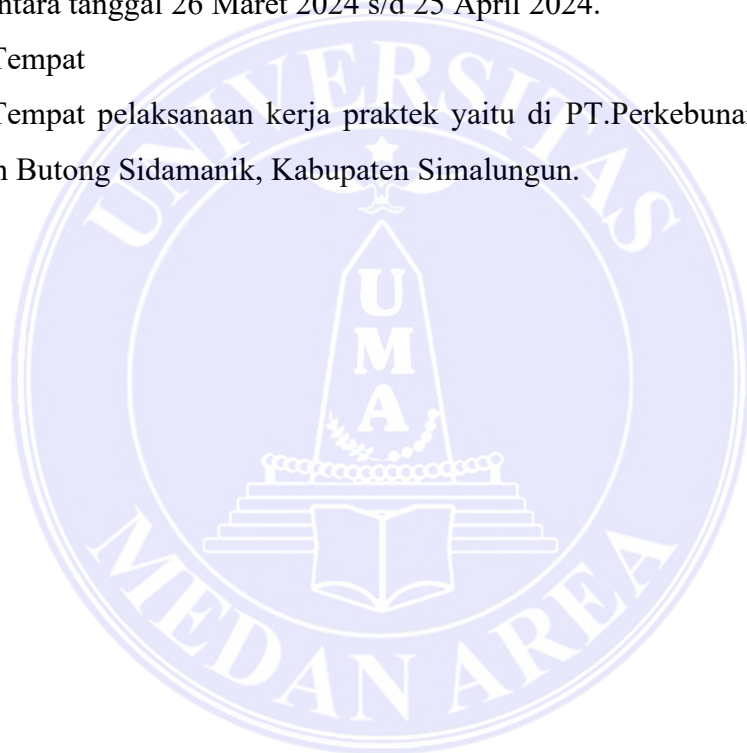 ntara tanggal 26 Maret 2024 s/d 25 April 2024.
Tempat
Tempat pelaksanaan kerja praktek yaitu di PT.Perkebunan
n Butong Sidamanik, Kabupaten Simalungun.
UNIVERSITAS
U
M
A
MEDAN AREA